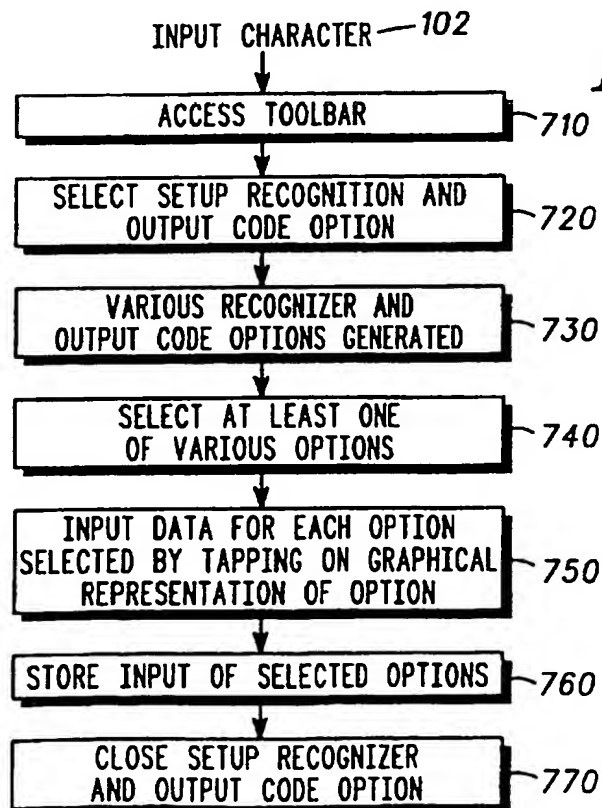 INPUT CHARACTER 102
ACCESS TOOLBAR
710
SELECT SETUP RECOGNITION AND
OUTPUT CODE OPTION
720
VARIOUS RECOGNIZER AND
OUTPUT CODE OPTIONS GENERATED
730
SELECT AT LEAST ONE
OF VARIOUS OPTIONS
740
INPUT DATA FOR EACH OPTION
SELECTED BY TAPPING ON GRAPHICAL
REPRESENTATION OF OPTION
750
STORE INPUT OF SELECTED OPTIONS
760
CLOSE SETUP RECOGNIZER
AND OUTPUT CODE OPTION
770